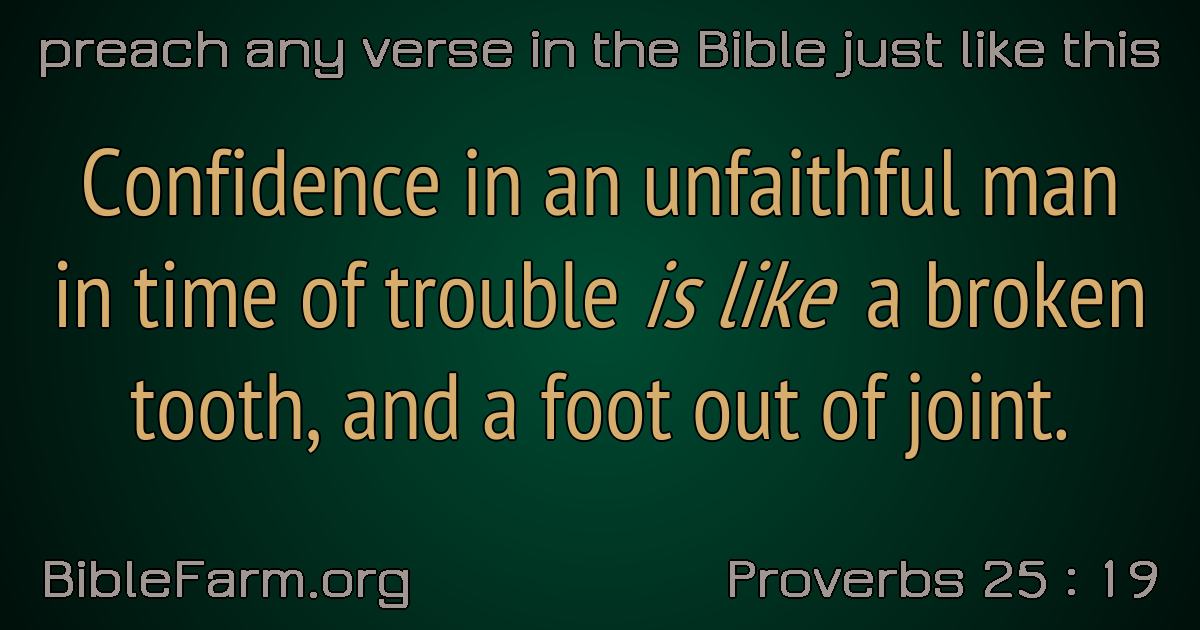 preach any verse in the Bible just like this
Confidence in an unfaithful man
in time of trouble is like a broken
tooth, and a foot out of joint.
BibleFarm.org
Proverbs 25 : 19